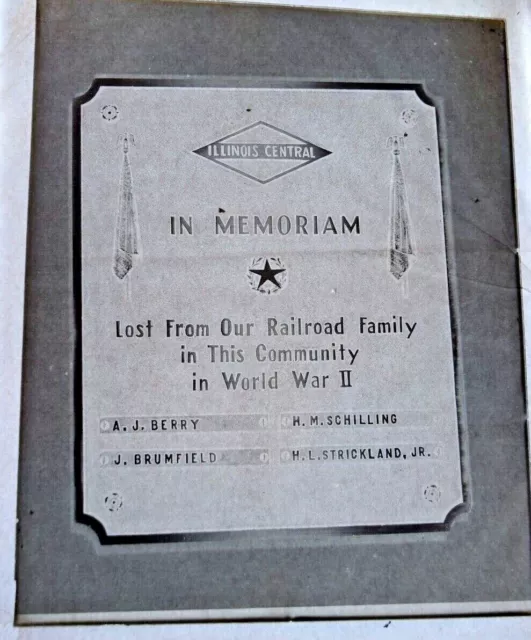 ILLINOIS CENTRAL
IN MEMORIAM
Lost From Our Railroad Family
in This Community
in World War II
A. J. BERRY
H. M. SCHILLING
J. BRUMFIELD
H. L. STRICKLAND, JR.